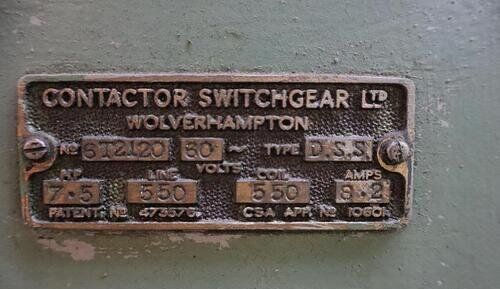 CONTACTOR SWITCHGEAR LTD
WOLVERHAMPTON
No 6T2120 60 ~ TYPE D.S.S.
H.P LINE VOLTS COIL AMPS
7.5 550 550 8.2
PATENT. No 473576. CSA APP. No 10601